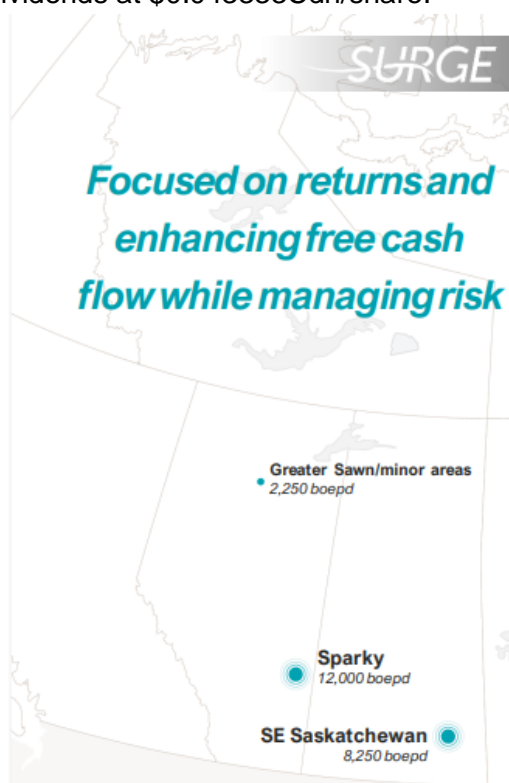 at
SURGE
Focused on returns and
enhancing free cash
flow while managing risk
Greater Sawn/minor areas
2,250 boepd
Sparky
12,000 boepd
SE Saskatchewan
8,250 boepd